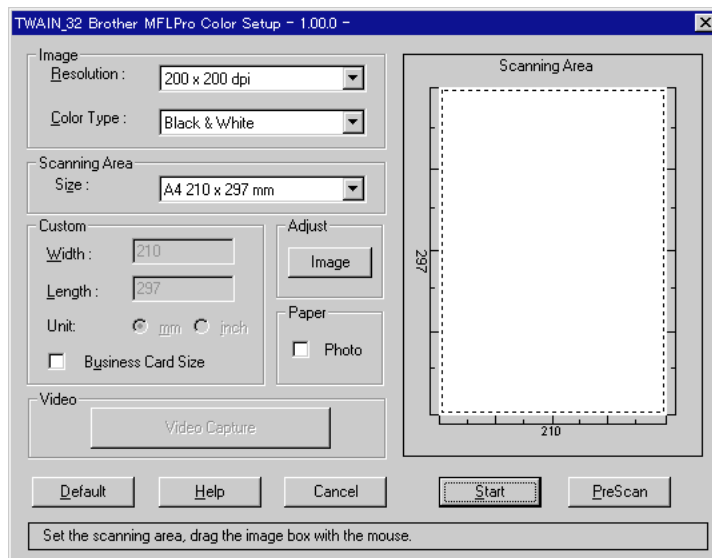 TWAIN_32 Brother MFLPro Color Setup - 1.00.0 -
Image
Resolution :
200 x 200 dpi
Color Type :
Black & White
Scanning Area
Size :
A4 210 x 297 mm
Custom
Width :
210
Length :
297
Unit:
mm
inch
Business Card Size
Adjust
Image
Paper
Photo
Video
Video Capture
Scanning Area
297
210
Default
Help
Cancel
Start
PreScan
Set the scanning area, drag the image box with the mouse.